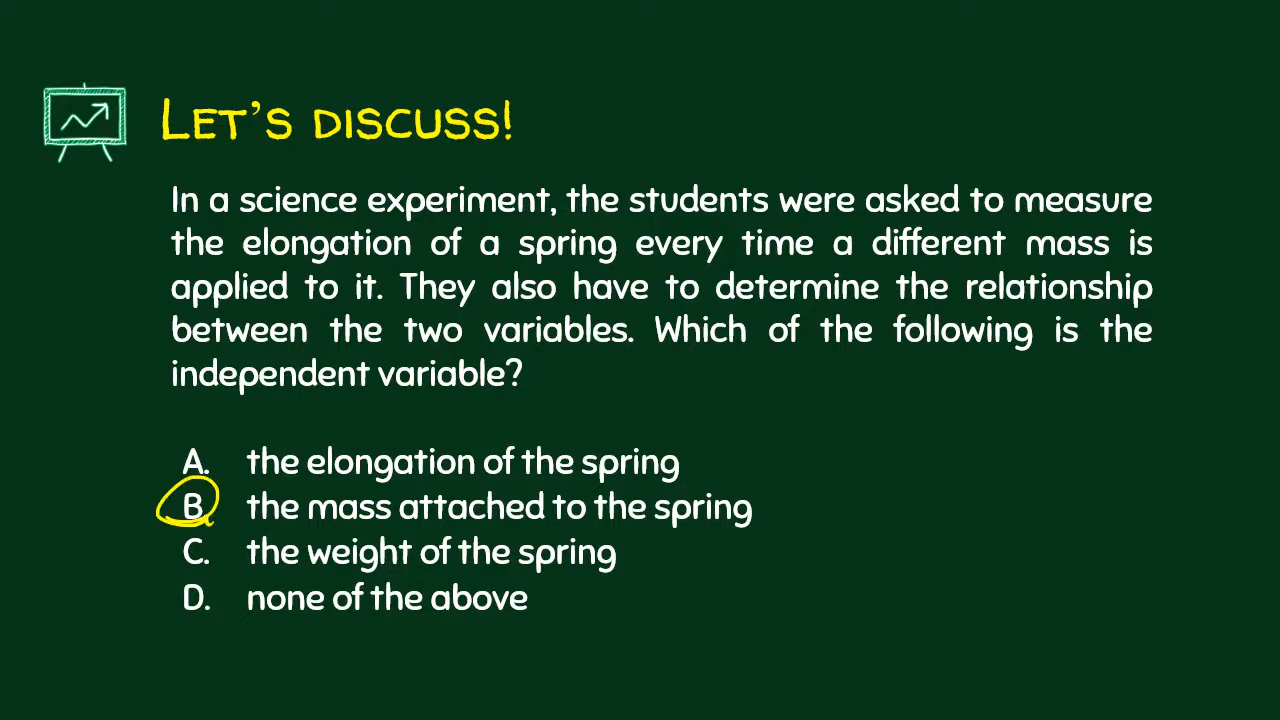 LET'S DISCUSS!
In a science experiment, the students were asked to measure
the elongation of a spring every time a different mass is
applied to it. They also have to determine the relationship
between the two variables. Which of the following is the
independent variable?
A. the elongation of the spring
B. the mass attached to the spring
C. the weight of the spring
D. none of the above